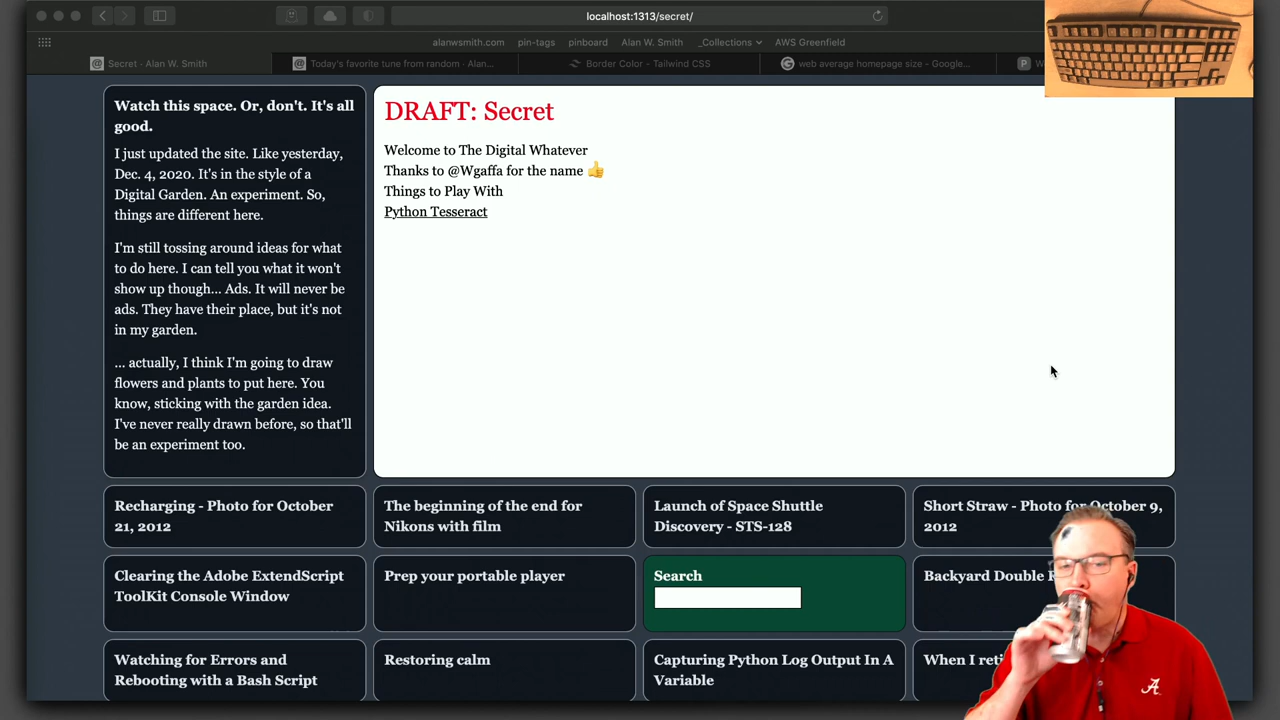 localhost:1313/secret/
alanwsmith.com pin-tags pinboard Alan W. Smith _Collections AWS Greenfield
Secret - Alan W. Smith
Today's favorite tune from random · Alan...
Border Color - Tailwind CSS
web average homepage size - Google...
Watch this space. Or, don't. It's all
good.
I just updated the site. Like yesterday,
Dec. 4, 2020. It's in the style of a
Digital Garden. An experiment. So,
things are different here.
I'm still tossing around ideas for what
to do here. I can tell you what it won't
show up though... Ads. It will never be
ads. They have their place, but it's not
in my garden.
... actually, I think I'm going to draw
flowers and plants to put here. You
know, sticking with the garden idea.
I've never really drawn before, so that'll
be an experiment too.
DRAFT: Secret
Welcome to The Digital Whatever
Thanks to @Wgaffa for the name 👍
Things to Play With
Python Tesseract
Recharging - Photo for October
21, 2012
The beginning of the end for
Nikons with film
Launch of Space Shuttle
Discovery - STS-128
Short Straw - Photo for October 9,
2012
Clearing the Adobe ExtendScript
ToolKit Console Window
Prep your portable player
Search
Backyard Double
Watching for Errors and
Rebooting with a Bash Script
Restoring calm
Capturing Python Log Output In A
Variable
When I
A